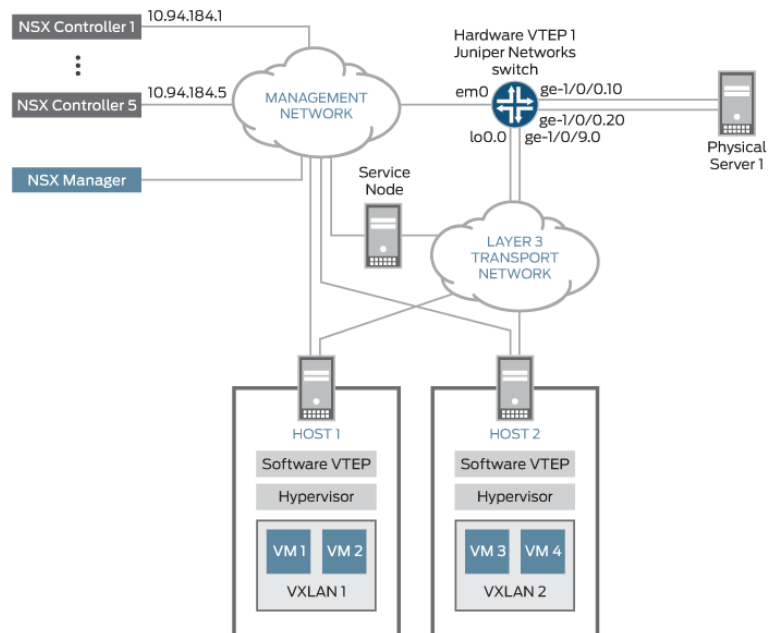 NSX Controller 1
10.94.184.1
NSX Controller 5
10.94.184.5
NSX Manager
MANAGEMENT
NETWORK
Hardware VTEP 1
Juniper Networks
switch
em0
ge-1/0/0.10
ge-1/0/0.20
lo0.0
ge-1/0/9.0
Physical
Server 1
Service
Node
LAYER 3
TRANSPORT
NETWORK
HOST 1
Software VTEP
Hypervisor
VM 1
VM 2
VXLAN 1
HOST 2
Software VTEP
Hypervisor
VM 3
VM 4
VXLAN 2